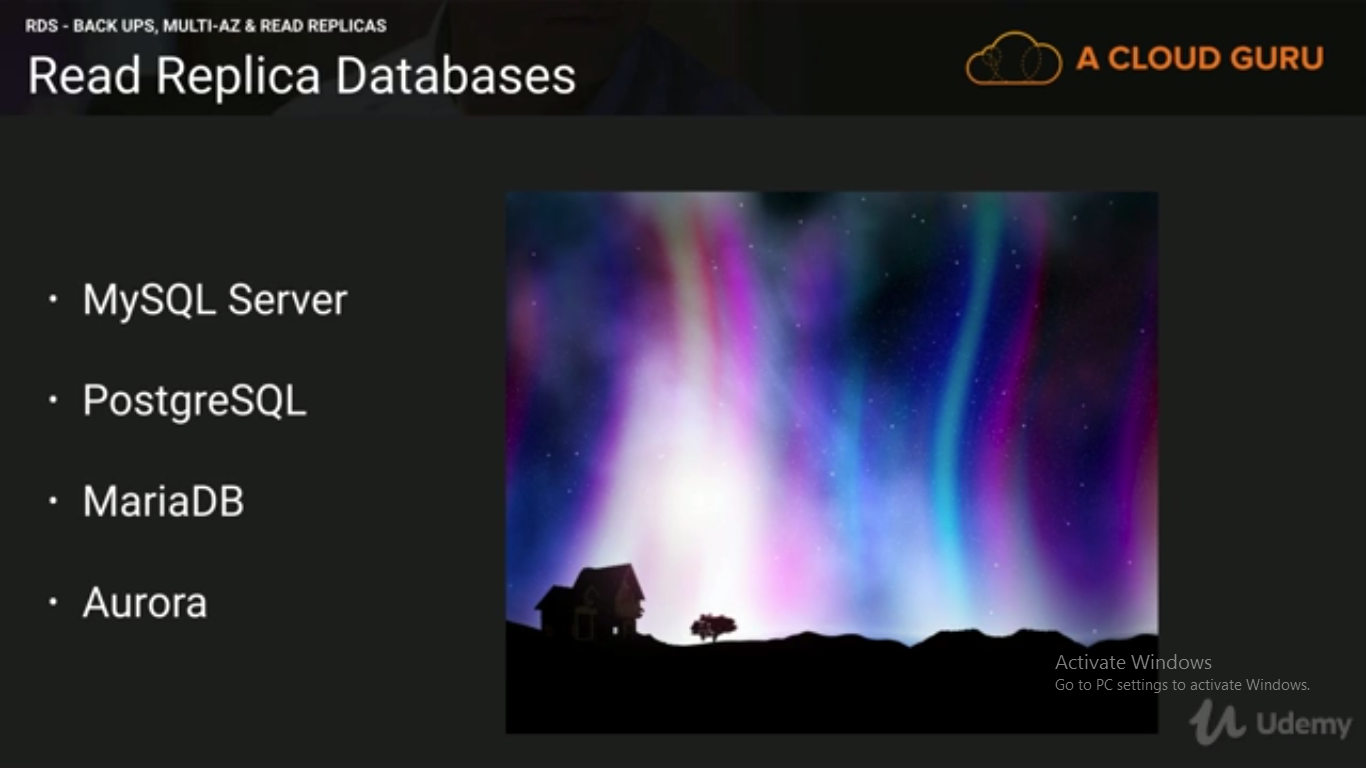 RDS - BACK UPS, MULTI-AZ & READ REPLICAS
Read Replica Databases
A CLOUD GURU
• MySQL Server
• PostgreSQL
• MariaDB
• Aurora
Activate Windows
Go to PC settings to activate Windows.
Udemy